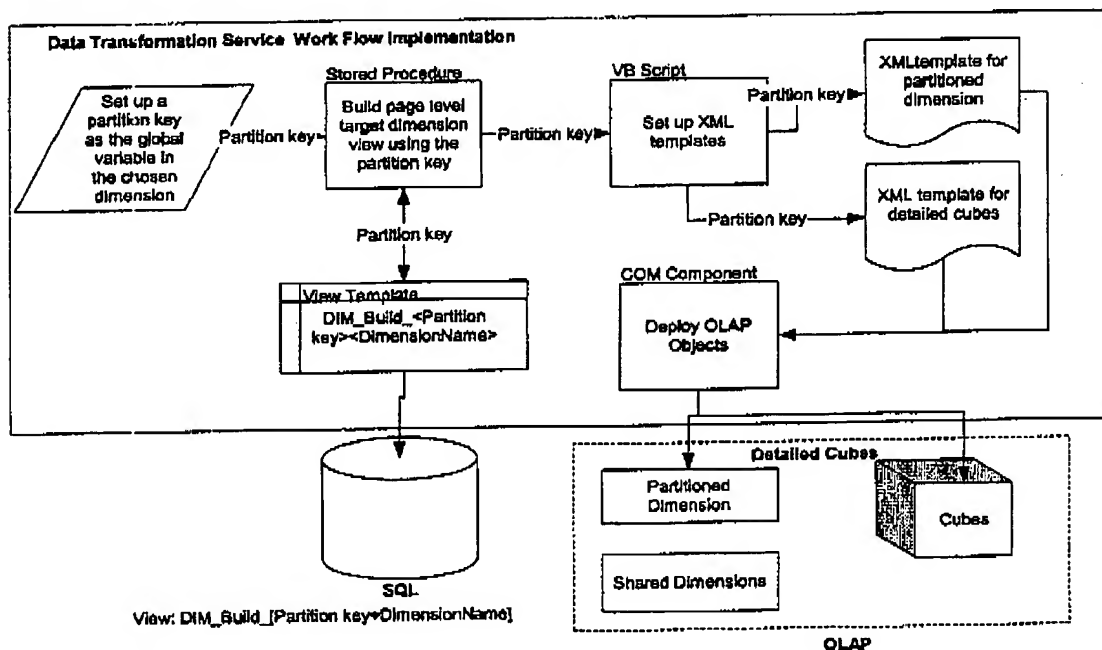 Data Transformation Service Work Flow Implementation
Set up a
partition key
as the global
variable in
the chosen
dimension
Partition key
Stored Procedure
Build page level
target dimension
view using the
partition key
Partition key
VB Script
Set up XML
templates
Partition key
XMLtemplate for
partitioned
dimension
Partition key
XML template for
detailed cubes
Partition key
View Template
DIM_Build_<Partition
key><DimensionName>
COM Component
Deploy OLAP
Objects
SQL
View: DIM_Build_[Partition key+DimensionName]
Detailed Cubes
Partitioned
Dimension
Cubes
Shared Dimensions
OLAP